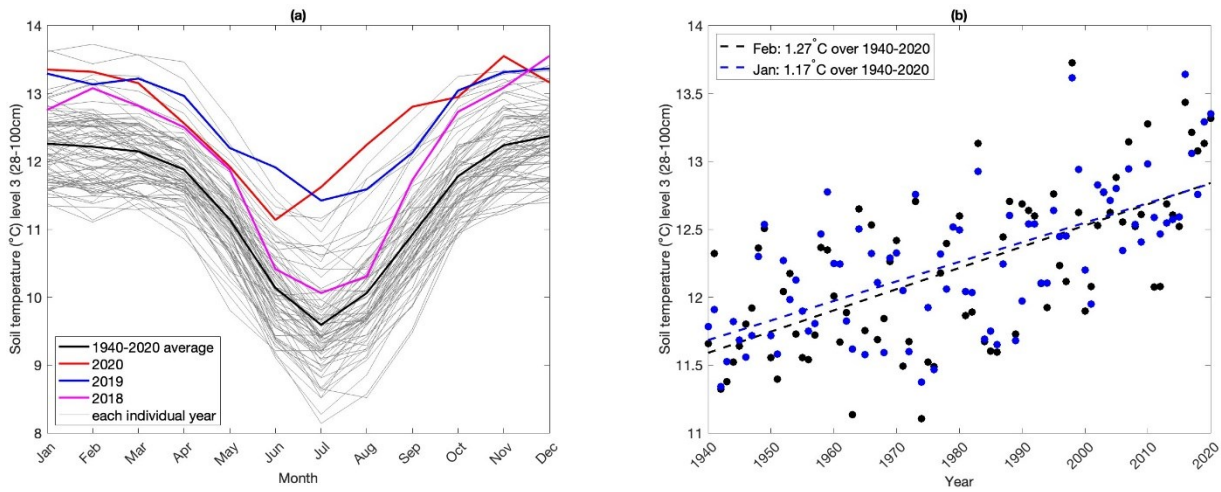 (a)
Soil temperature (°C) level 3 (28-100cm)
14
13
12
11
10
9
8
1940-2020 average
2020
2019
2018
each individual year
Jan
Feb
Mar
Apr
May
Jun
Jul
Aug
Sep
Oct
Nov
Dec
Month
(b)
Soil temperature (°C) level 3 (28-100cm)
14
13.5
13
12.5
12
11.5
11
Feb: 1.27°C over 1940-2020
Jan: 1.17°C over 1940-2020
1940
1950
1960
1970
1980
1990
2000
2010
2020
Year